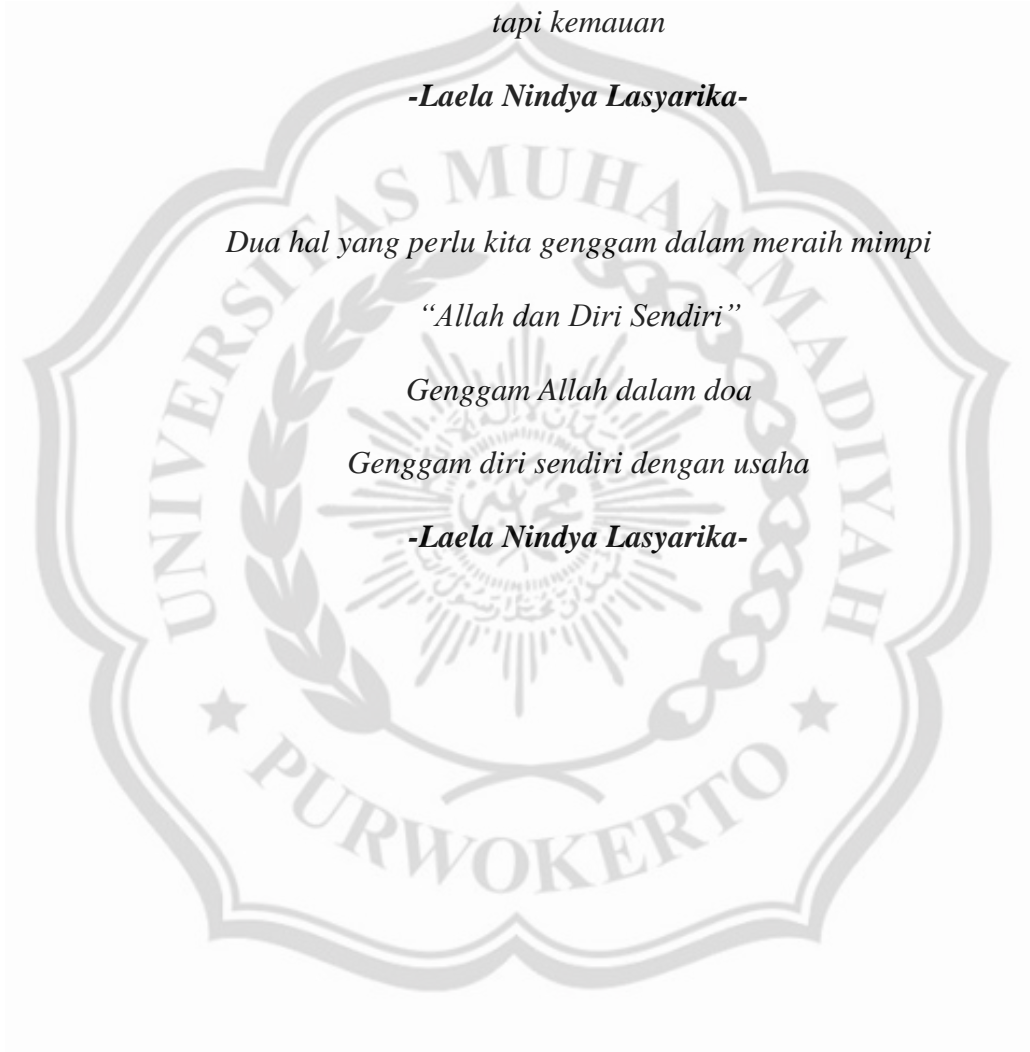 tapi kemauan
-Laela Nindya Lasyarika-
Dua hal yang perlu kita genggam dalam meraih mimpi
“Allah dan Diri Sendiri”
Genggam Allah dalam doa
Genggam diri sendiri dengan usaha
-Laela Nindya Lasyarika-
UNIVERSITAS MUHAMMADIYAH
PURWOKERTO